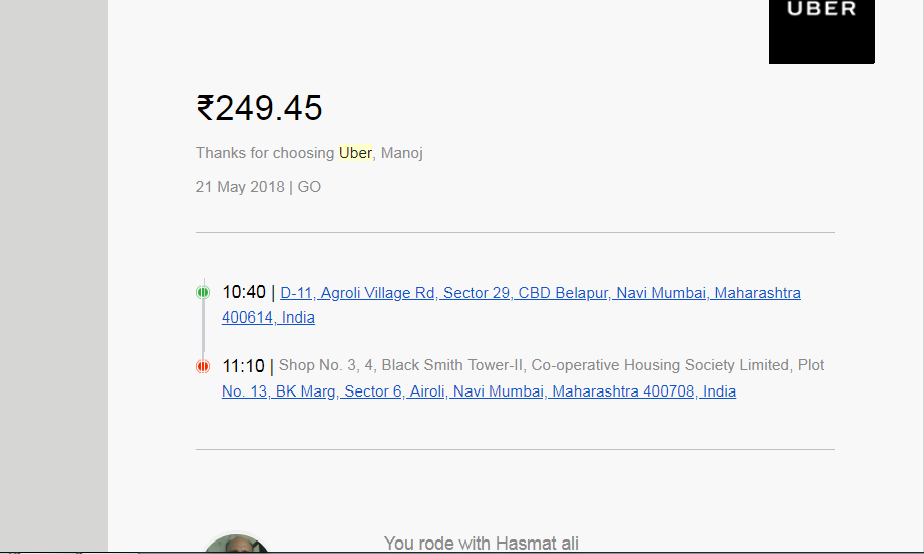 UBER
₹249.45
Thanks for choosing Uber, Manoj
21 May 2018 | GO
10:40 | D-11, Agroli Village Rd, Sector 29, CBD Belapur, Navi Mumbai, Maharashtra
400614, India
11:10 | Shop No. 3, 4, Black Smith Tower-II, Co-operative Housing Society Limited, Plot
No. 13, BK Marg, Sector 6, Airoli, Navi Mumbai, Maharashtra 400708, India
You rode with Hasmat ali